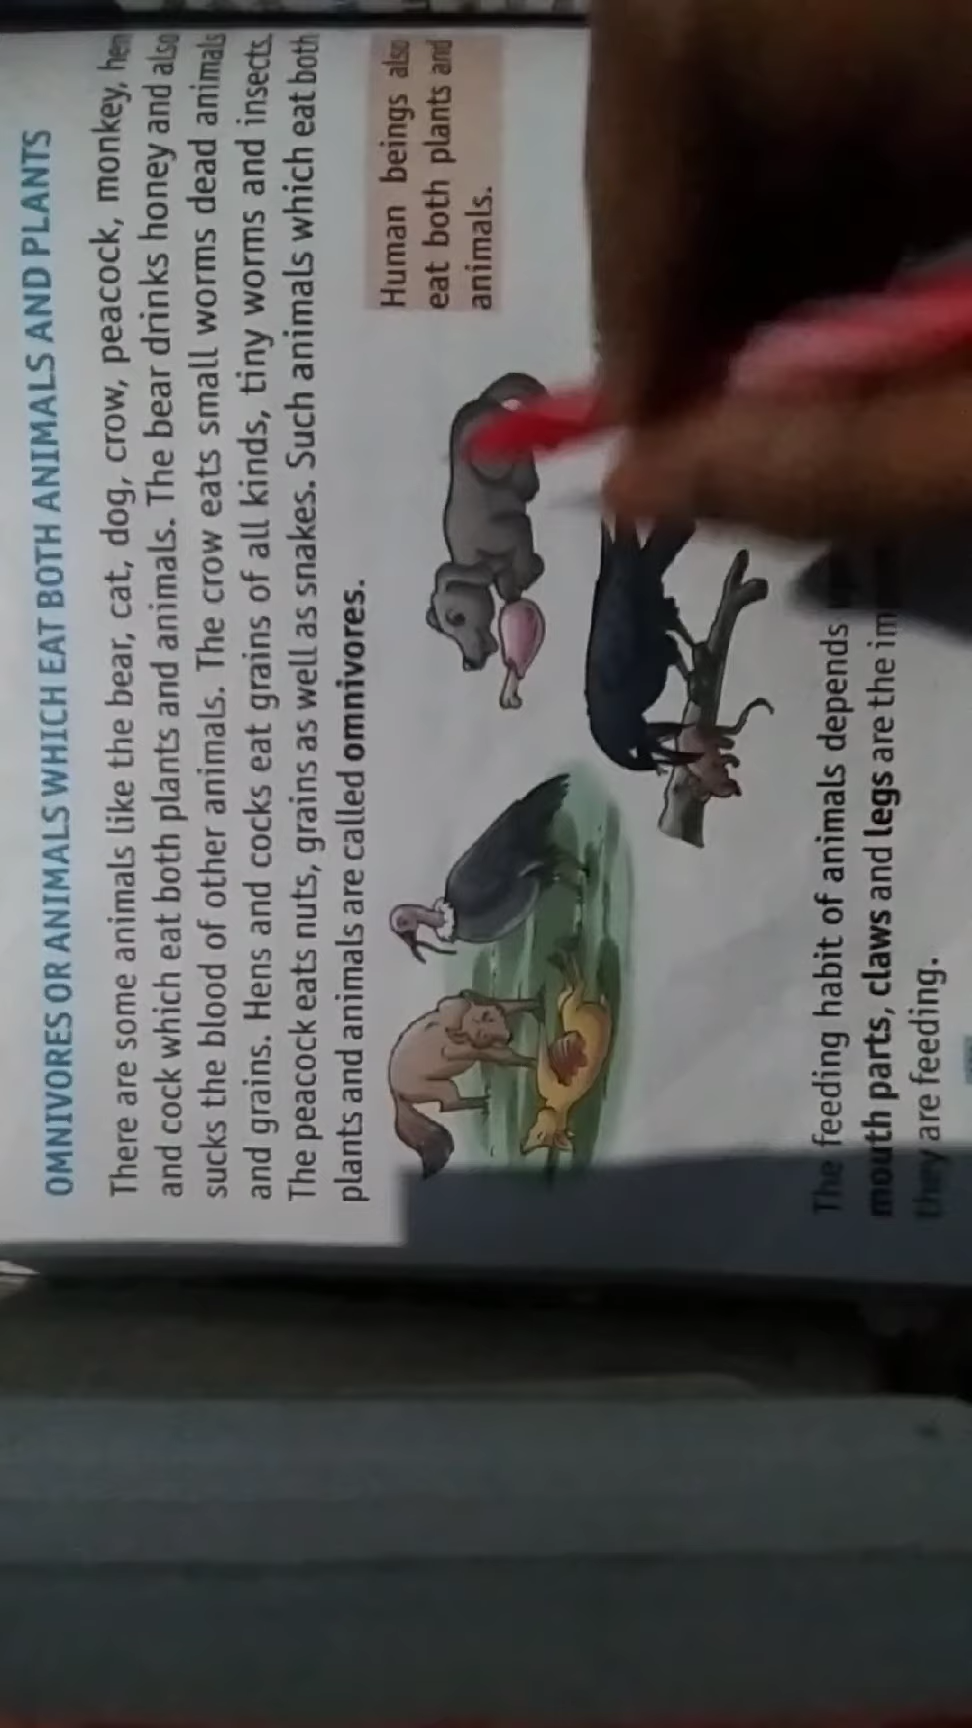 OMNIVORES OR ANIMALS WHICH EAT BOTH ANIMALS AND PLANTS
There are some animals like the bear, cat, dog, crow, peacock, monkey, hen
and cock which eat both plants and animals. The bear drinks honey and also
sucks the blood of other animals. The crow eats small worms dead animals
and grains. Hens and cocks eat grains of all kinds, tiny worms and insects.
The peacock eats nuts, grains as well as snakes. Such animals which eat both
plants and animals are called omnivores.
Human beings also
eat both plants and
animals.
The feeding habit of animals depends
mouth parts, claws and legs are the
they are feeding.